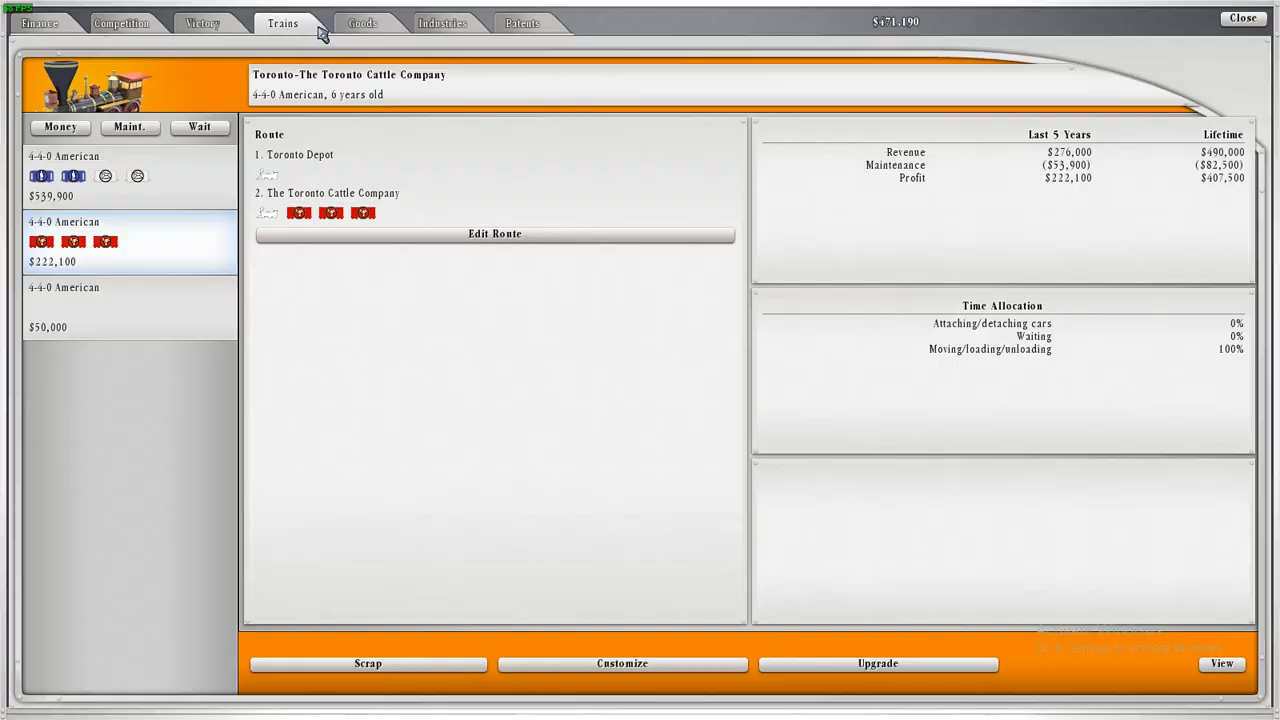 Finance
Competition
Victory
Trains
Goods
Industries
Patents
$471,190
Close
Toronto-The Toronto Cattle Company
4-4-0 American, 6 years old
Money
Maint.
Wait
4-4-0 American
$539,900
4-4-0 American
$222,100
4-4-0 American
$50,000
Route
1. Toronto Depot
2. The Toronto Cattle Company
Edit Route
Last 5 Years Lifetime
Revenue $276,000 $490,000
Maintenance ($53,900) ($82,500)
Profit $222,100 $407,500
Time Allocation
Attaching/detaching cars 0%
Waiting 0%
Moving/loading/unloading 100%
Scrap
Customize
Upgrade
View